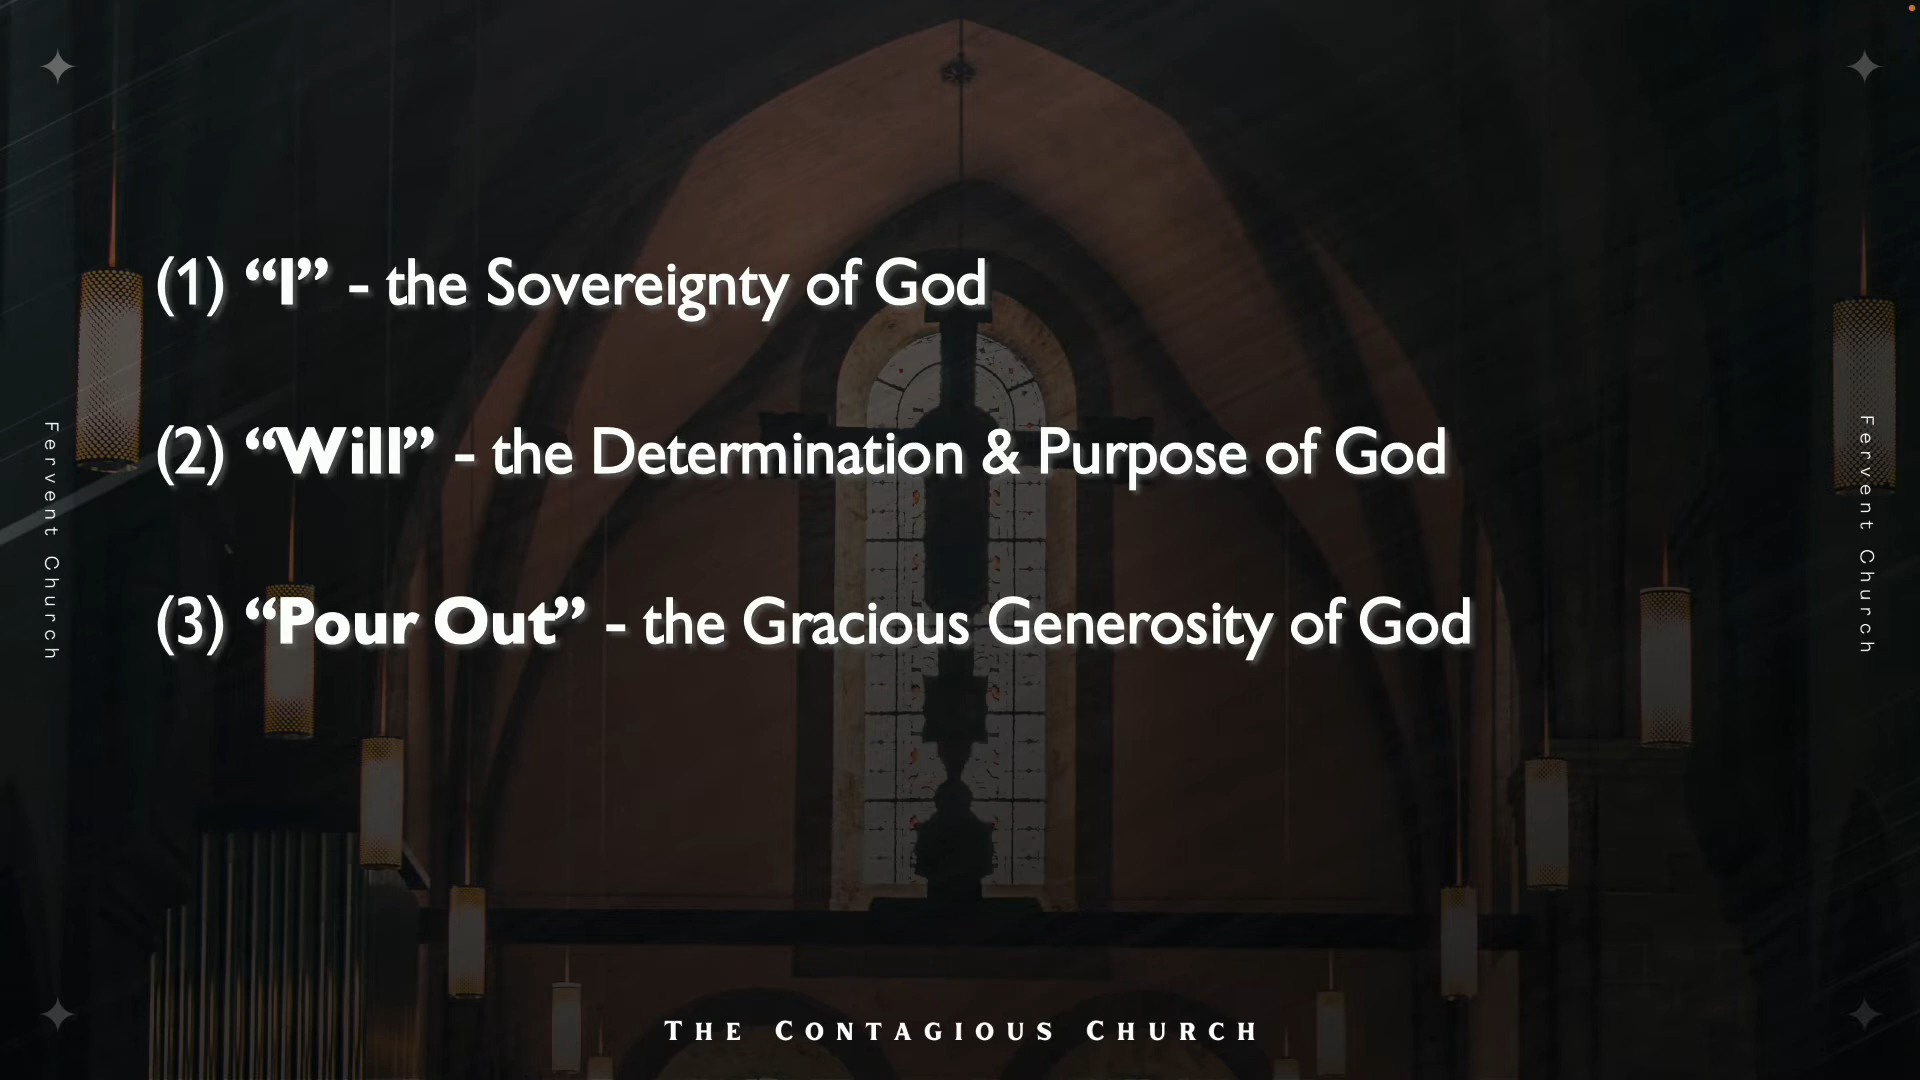 (1) “I” - the Sovereignty of God
(2) “Will” - the Determination & Purpose of God
(3) “Pour Out” - the Gracious Generosity of God
Fervent Church
Fervent Church
The Contagious Church